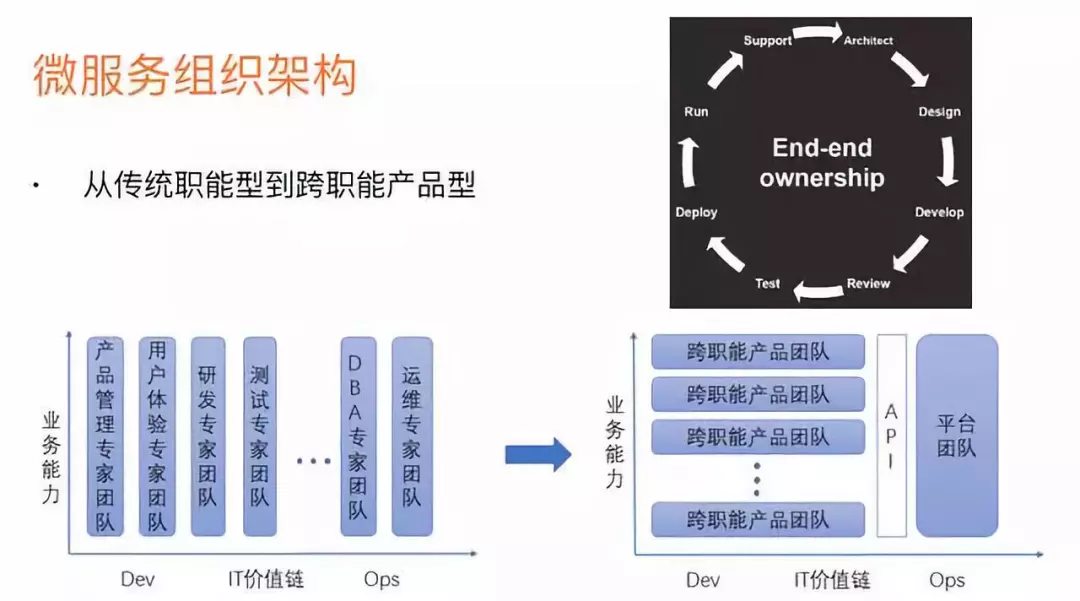 微服务组织架构
• 从传统职能型到跨职能产品型
Support
Architect
Run
Design
End-end
ownership
Deploy
Develop
Test
Review
业务能力
产品管理专家团队
用户体验专家团队
研发专家团队
测试专家团队
...
DBA专家团队
运维专家团队
Dev
IT价值链
Ops
业务能力
跨职能产品团队
跨职能产品团队
跨职能产品团队
跨职能产品团队
API
平台
团队
Dev
IT价值链
Ops